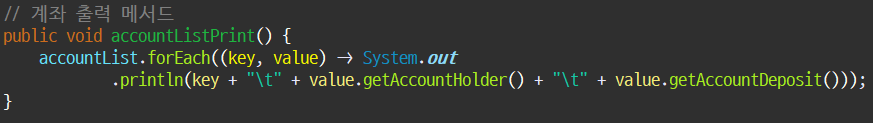 // 계좌 출력 메서드
public void accountListPrint() {
    accountList.forEach((key, value) -> System.out
            .println(key + "\t" + value.getAccountHolder() + "\t" + value.getAccountDeposit()));
}